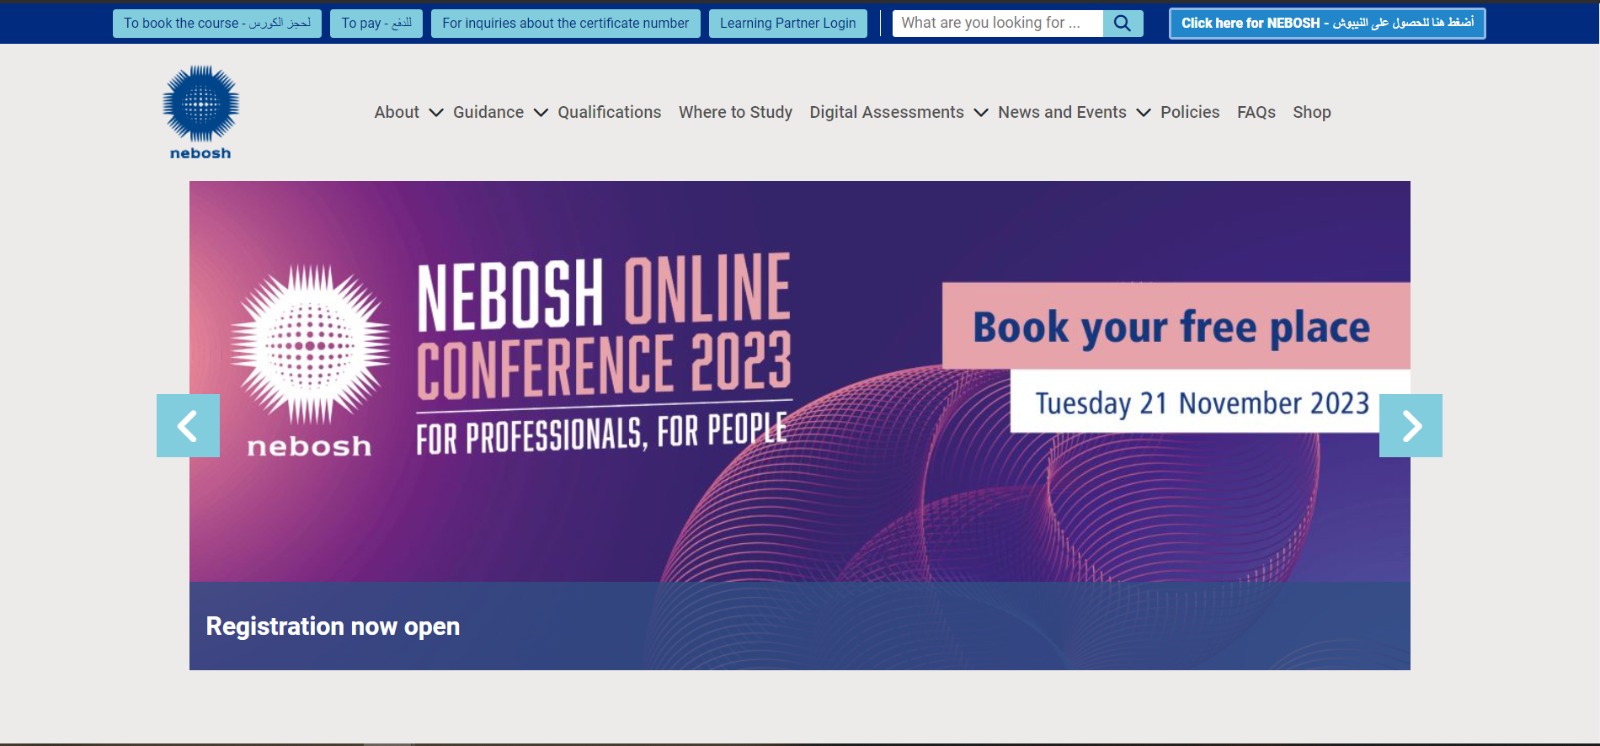 To book the course - لحجز الكورس
To pay - للدفع
For inquiries about the certificate number
Learning Partner Login
What are you looking for ...
Click here for NEBOSH - أضغط هنا للحصول على النيبوش
nebosh
About
Guidance
Qualifications
Where to Study
Digital Assessments
News and Events
Policies
FAQs
Shop
nebosh
NEBOSH ONLINE
CONFERENCE 2023
FOR PROFESSIONALS, FOR PEOPLE
Book your free place
Tuesday 21 November 2023
Registration now open